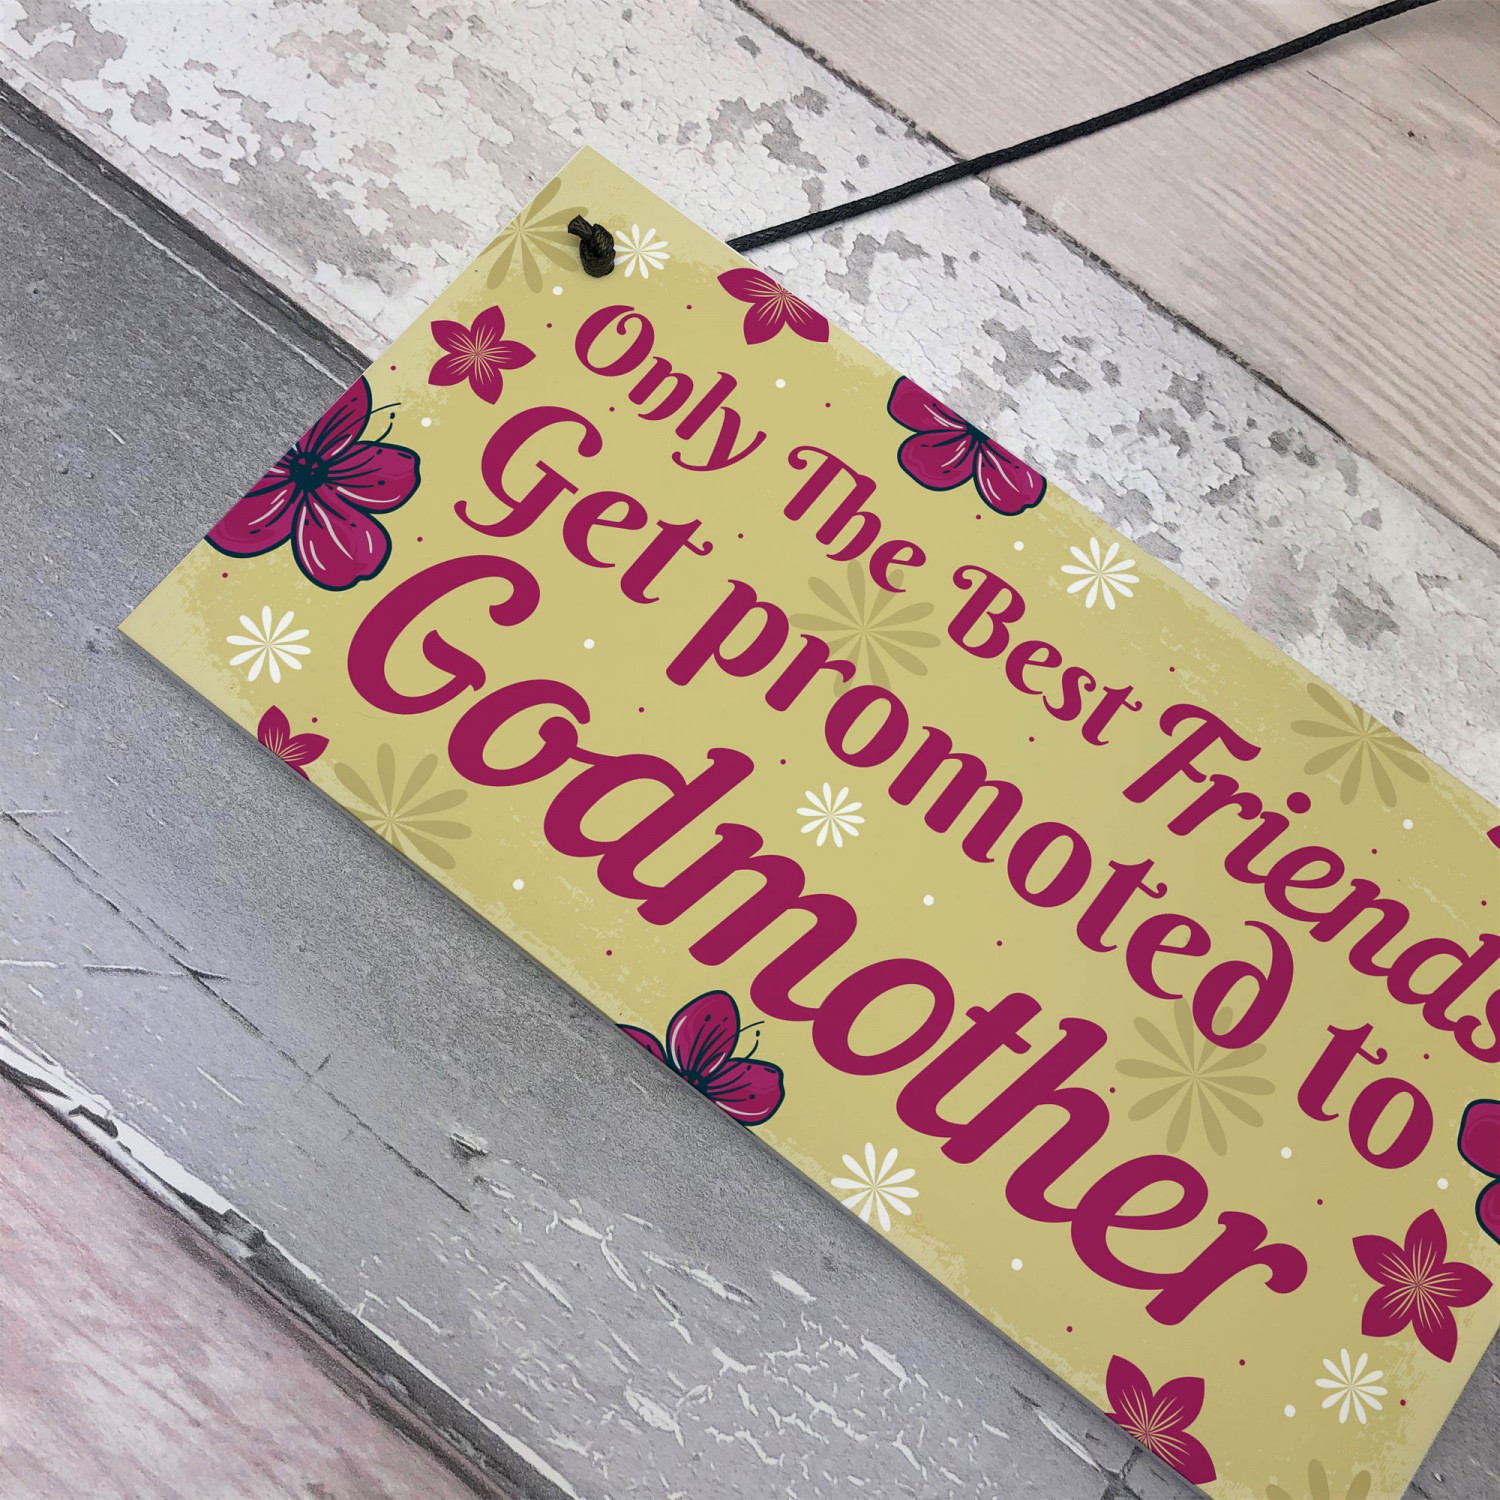 Only The Best Friends
Get promoted to
Godmother